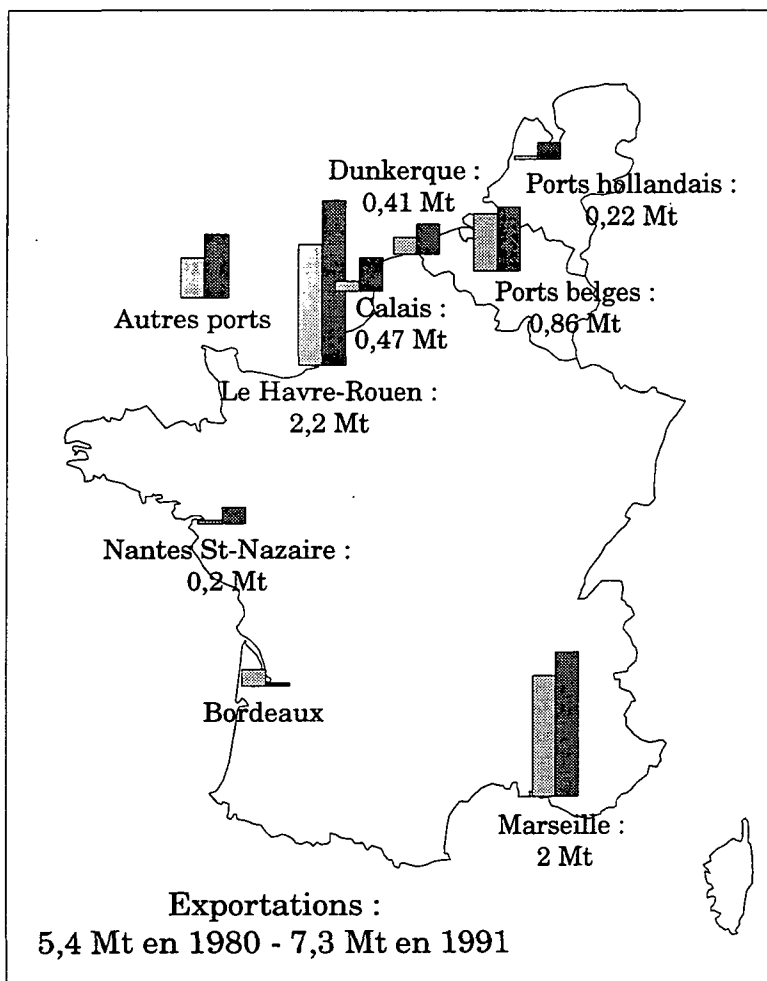 Dunkerque :
0,41 Mt
Ports hollandais :
0,22 Mt
Autres ports
Calais :
0,47 Mt
Ports belges :
0,86 Mt
Le Havre-Rouen :
2,2 Mt
Nantes St-Nazaire :
0,2 Mt
Bordeaux
Marseille :
2 Mt
Exportations :
5,4 Mt en 1980 - 7,3 Mt en 1991